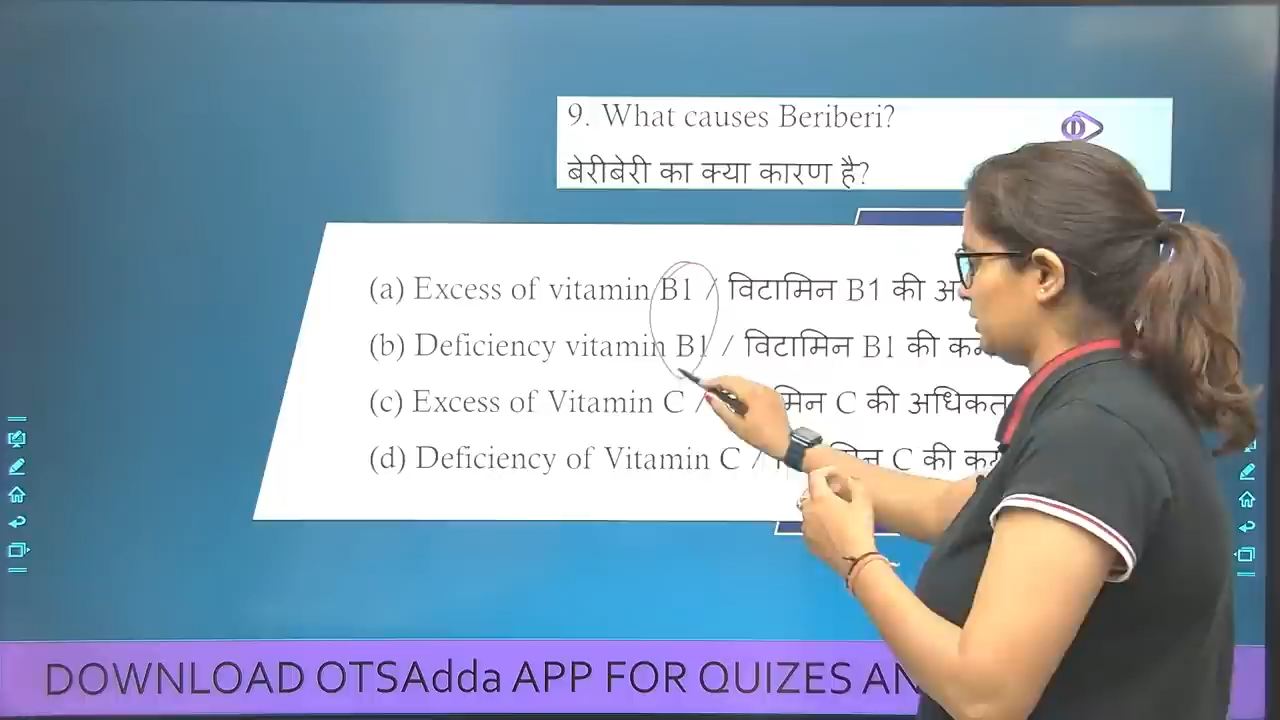 9. What causes Beriberi?
बेरीबेरी का क्या कारण है?
(a) Excess of vitamin B1 / विटामिन B1 की
(b) Deficiency vitamin B1 / विटामिन B1 की
(c) Excess of Vitamin C / C की अधिकता
(d) Deficiency of Vitamin C / C की
DOWNLOAD OTSAdda APP FOR QUIZES